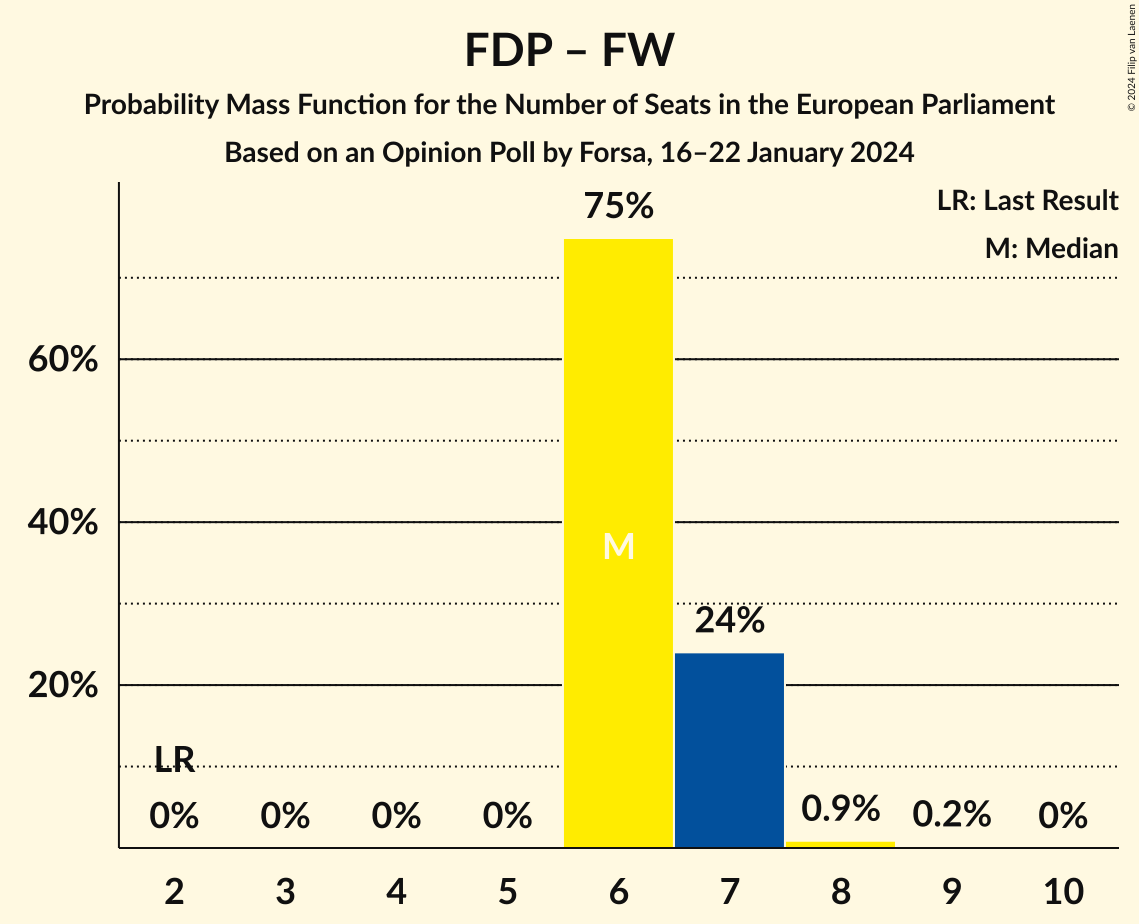 FDP – FW
Probability Mass Function for the Number of Seats in the European Parliament
Based on an Opinion Poll by Forsa, 16–22 January 2024
© 2024 Filip van Laenen
LR: Last Result
M: Median
75%
60%
40%
M
24%
20%
LR
0% 0% 0% 0% 0.9% 0.2% 0%
2 3 4 5 6 7 8 9 10